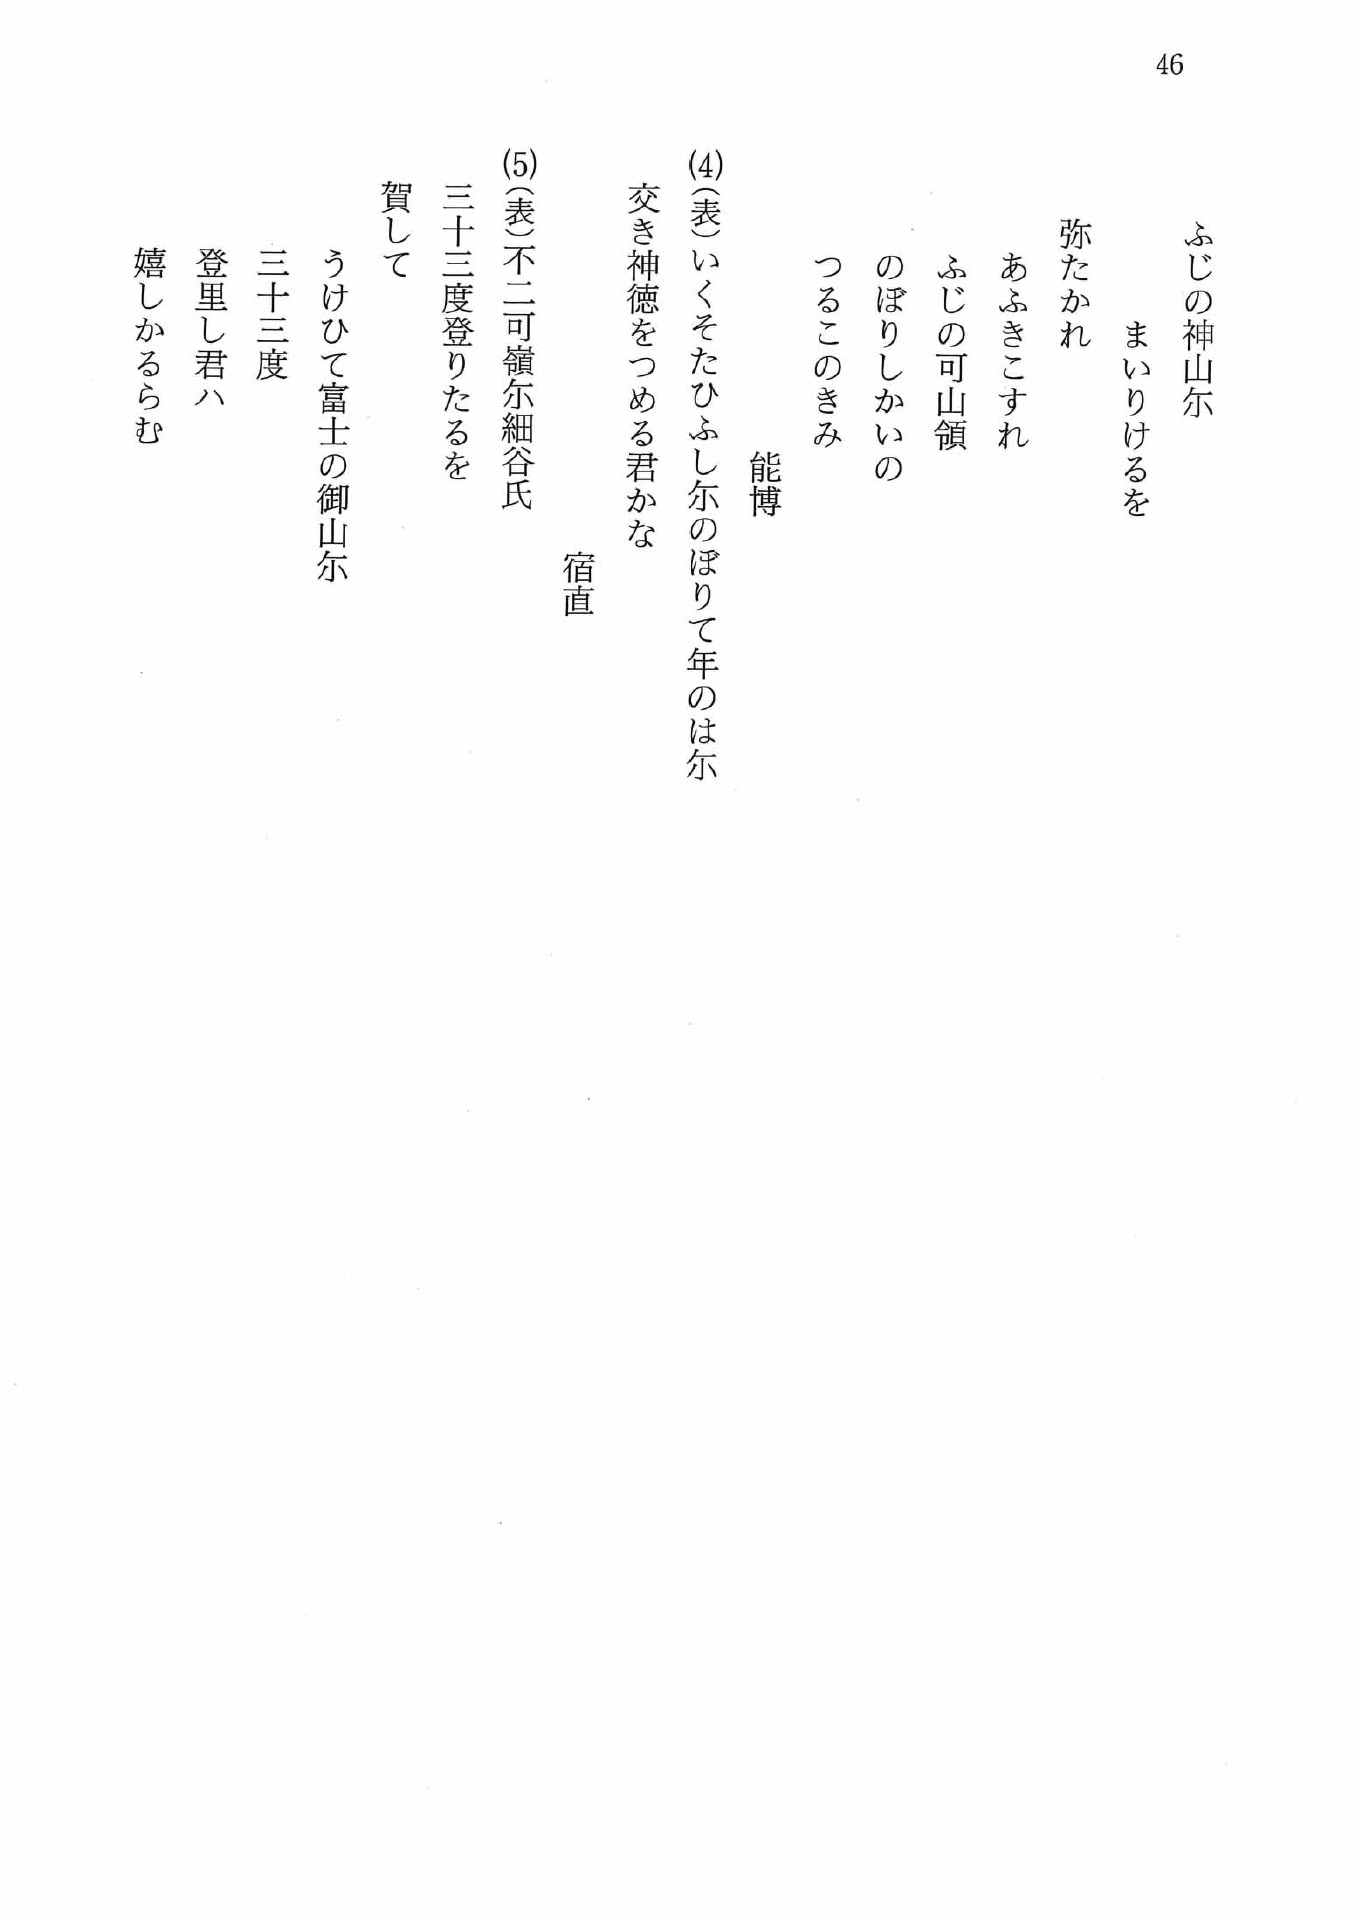 46
ふじの神山尓
まいりけるを
弥たかれ
あふきこすれ
ふじの可山領
のぼりしかいの
つるこのきみ
能博
(4)(表)いくそたひふし尓のぼりて年のは尓
交き神徳をつめる君かな
宿直
(5)(表)不二可嶺尓細谷氏
三十三度登りたるを
賀して
うけひて富士の御山尓
三十三度
登里し君ハ
嬉しかるらむ